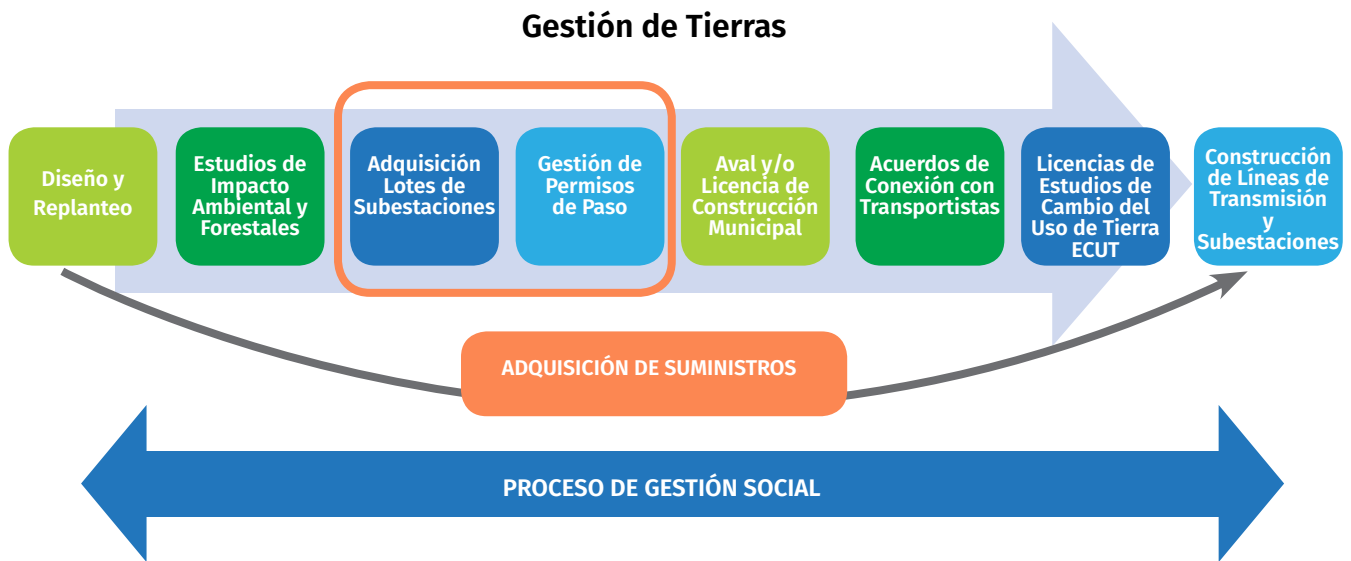 Gestión de Tierras
Diseño y
Replanteo
Estudios de
Impacto
Ambiental y
Forestales
Adquisición
Lotes de
Subestaciones
Gestión de
Permisos
de Paso
Aval y/o
Licencia de
Construcción
Municipal
Acuerdos de
Conexión con
Transportistas
Licencias de
Estudios de
Cambio del
Uso de Tierra
ECUT
Construcción
de Líneas de
Transmisión
y
Subestaciones
ADQUISICIÓN DE SUMINISTROS
PROCESO DE GESTIÓN SOCIAL